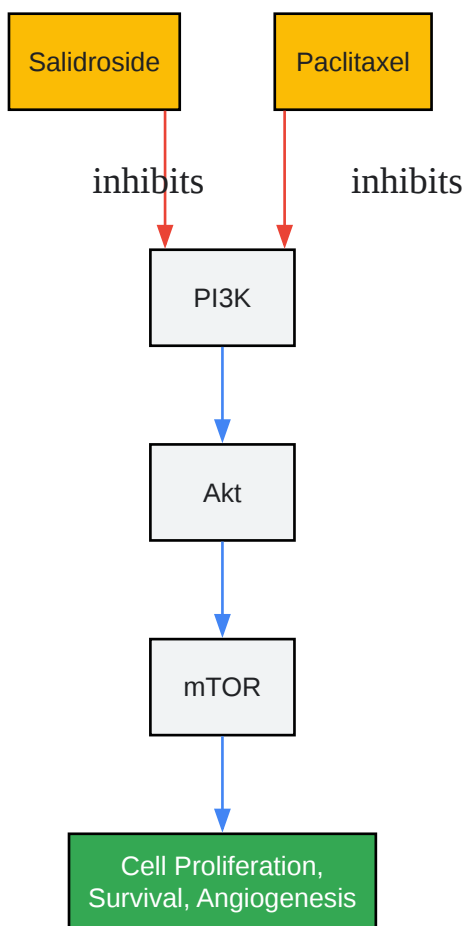 Salidroside
Paclitaxel
inhibits
inhibits
PI3K
Akt
mTOR
Cell Proliferation,
Survival, Angiogenesis